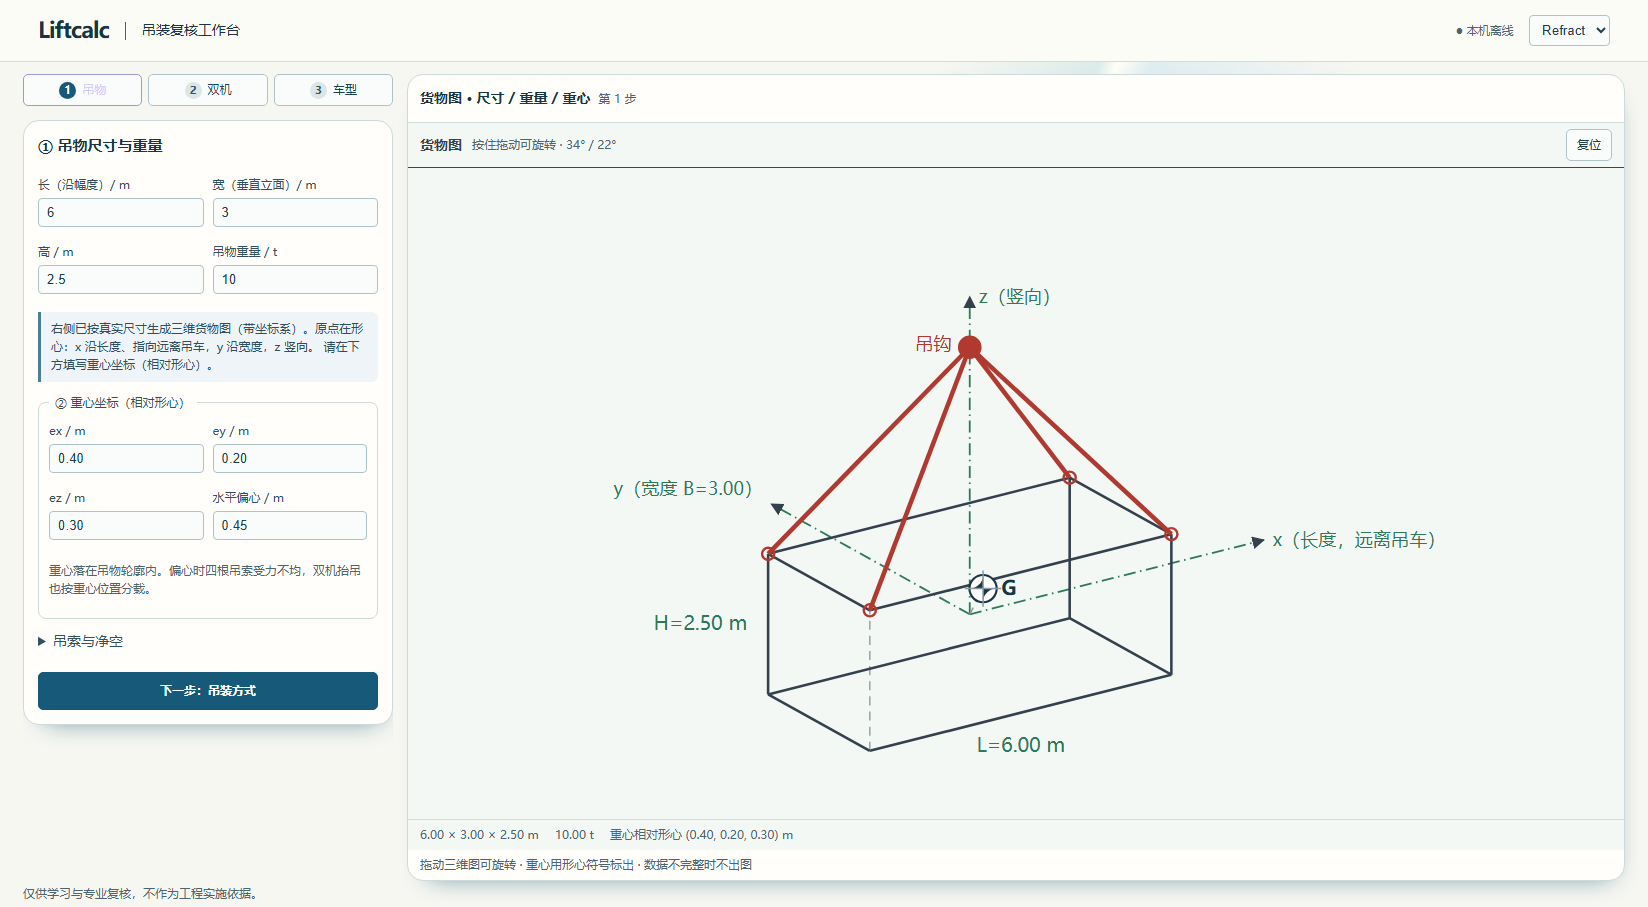 Liftcalc
吊装复核工作台
本机离线
Refract
1 吊物
2 双机
3 车型
① 吊物尺寸与重量
长（沿幅度）/ m
宽（垂直立面）/ m
6
3
高 / m
吊物重量 / t
2.5
10
右侧已按真实尺寸生成三维货物图（带坐标系）。原点在形
心：x 沿长度、指向远离吊车，y 沿宽度，z 竖向。 请在下
方填写重心坐标（相对形心）。
② 重心坐标（相对形心）
ex / m
ey / m
0.40
0.20
ez / m
水平偏心 / m
0.30
0.45
重心落在吊物轮廓内。偏心时四根吊索受力不均，双机抬吊
也按重心位置分载。
吊索与净空
下一步：吊装方式
仅供学习与专业复核，不作为工程实施依据。
货物图 • 尺寸 / 重量 / 重心 第 1 步
货物图 按住拖动可旋转 · 34° / 22°
复位
z（竖向）
吊钩
y（宽度 B=3.00）
x（长度，远离吊车）
G
H=2.50 m
L=6.00 m
6.00 × 3.00 × 2.50 m 10.00 t 重心相对形心 (0.40, 0.20, 0.30) m
拖动三维图可旋转 · 重心用形心符号标出 · 数据不完整时不出图